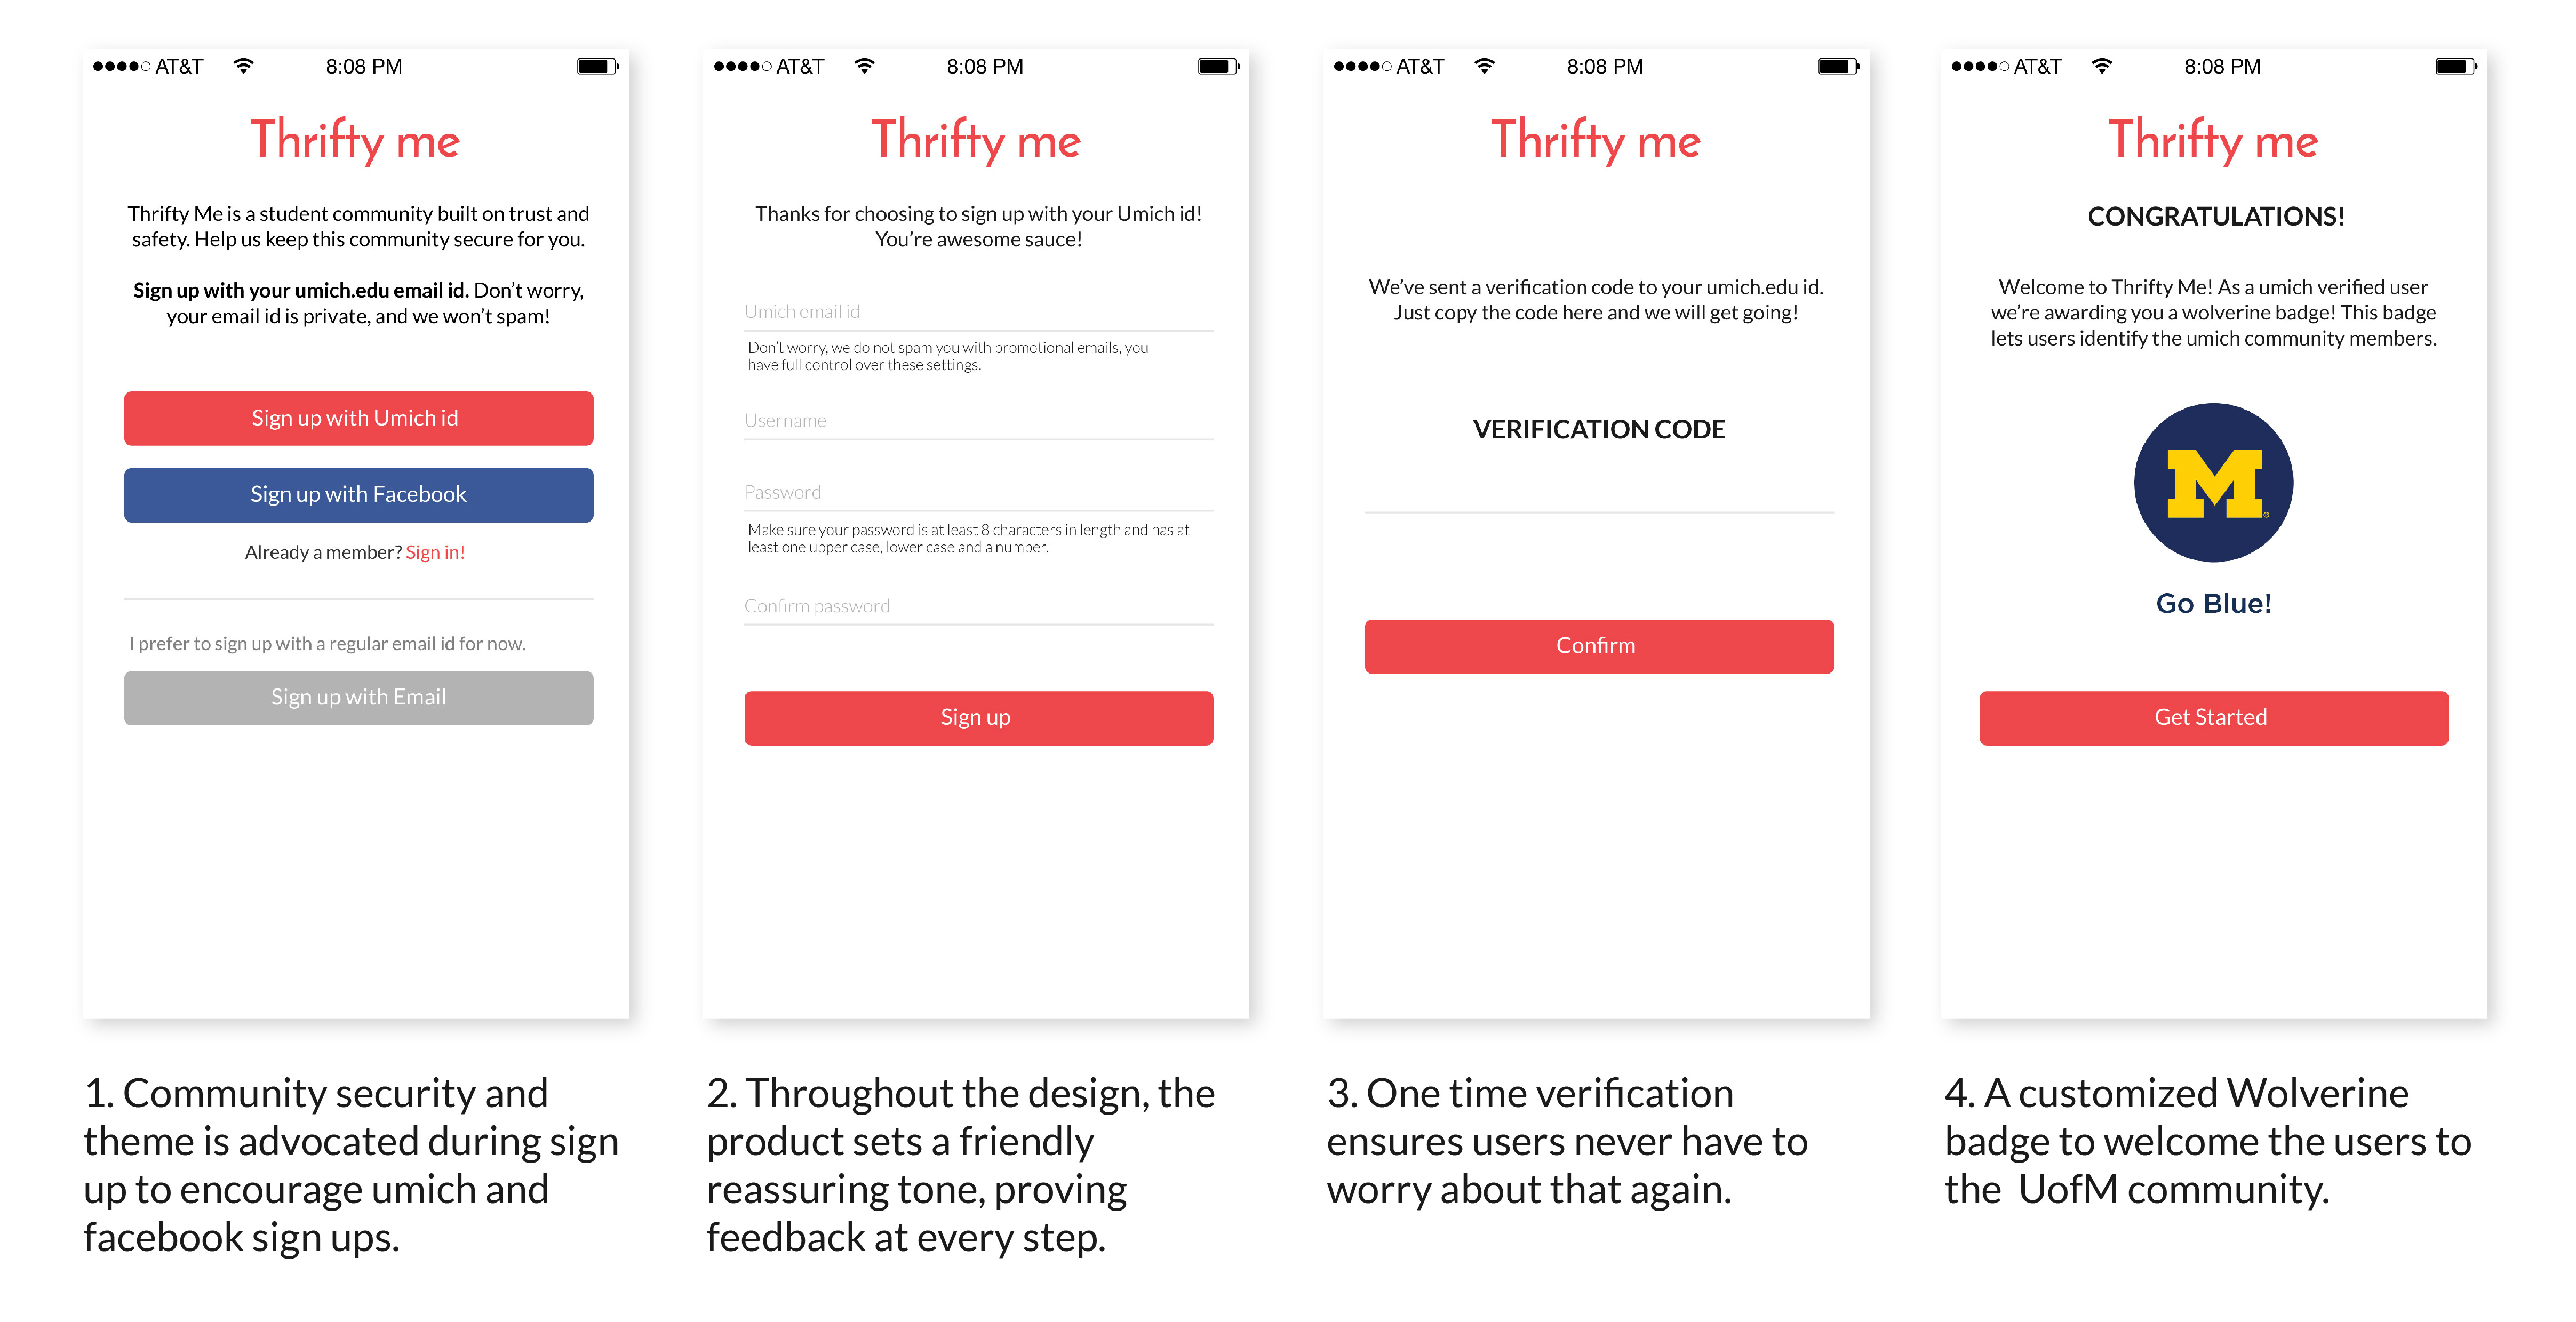 AT&T 8:08 PM
Thrifty me
Thrifty Me is a student community built on trust and
safety. Help us keep this community secure for you.
Sign up with your umich.edu email id. Don't worry,
your email id is private, and we won't spam!
Sign up with Umich id
Sign up with Facebook
Already a member? Sign in!
I prefer to sign up with a regular email id for now.
Sign up with Email
1. Community security and
theme is advocated during sign
up to encourage umich and
facebook sign ups.
AT&T 8:08 PM
Thrifty me
Thanks for choosing to sign up with your Umich id!
You're awesome sauce!
Umich email id
Don't worry, we do not spam you with promotional emails, you
have full control over these settings.
Username
Password
Make sure your password is at least 8 characters in length and has at
least one upper case, lower case and a number.
Confirm password
Sign up
2. Throughout the design, the
product sets a friendly
reassuring tone, proving
feedback at every step.
AT&T 8:08 PM
Thrifty me
We've sent a verification code to your umich.edu id.
Just copy the code here and we will get going!
VERIFICATION CODE
Confirm
3. One time verification
ensures users never have to
worry about that again.
AT&T 8:08 PM
Thrifty me
CONGRATULATIONS!
Welcome to Thrifty Me! As a umich verified user
we're awarding you a wolverine badge! This badge
lets users identify the umich community members.
M®
Go Blue!
Get Started
4. A customized Wolverine
badge to welcome the users to
the UofM community.